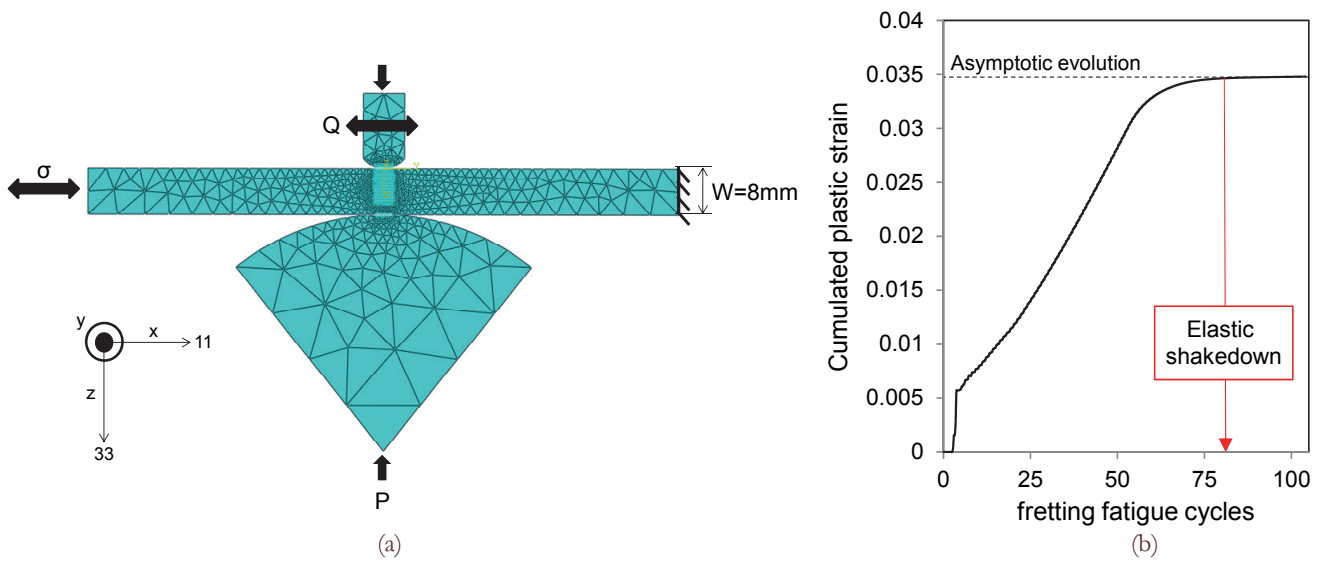 Q
σ
W=8mm
y
x
11
z
33
P
(a)
0.04
0.035
0.03
0.025
0.02
0.015
0.01
0.005
0
Cumulated plastic strain
Asymptotic evolution
Elastic
shakedown
0
25
50
75
100
fretting fatigue cycles
(b)